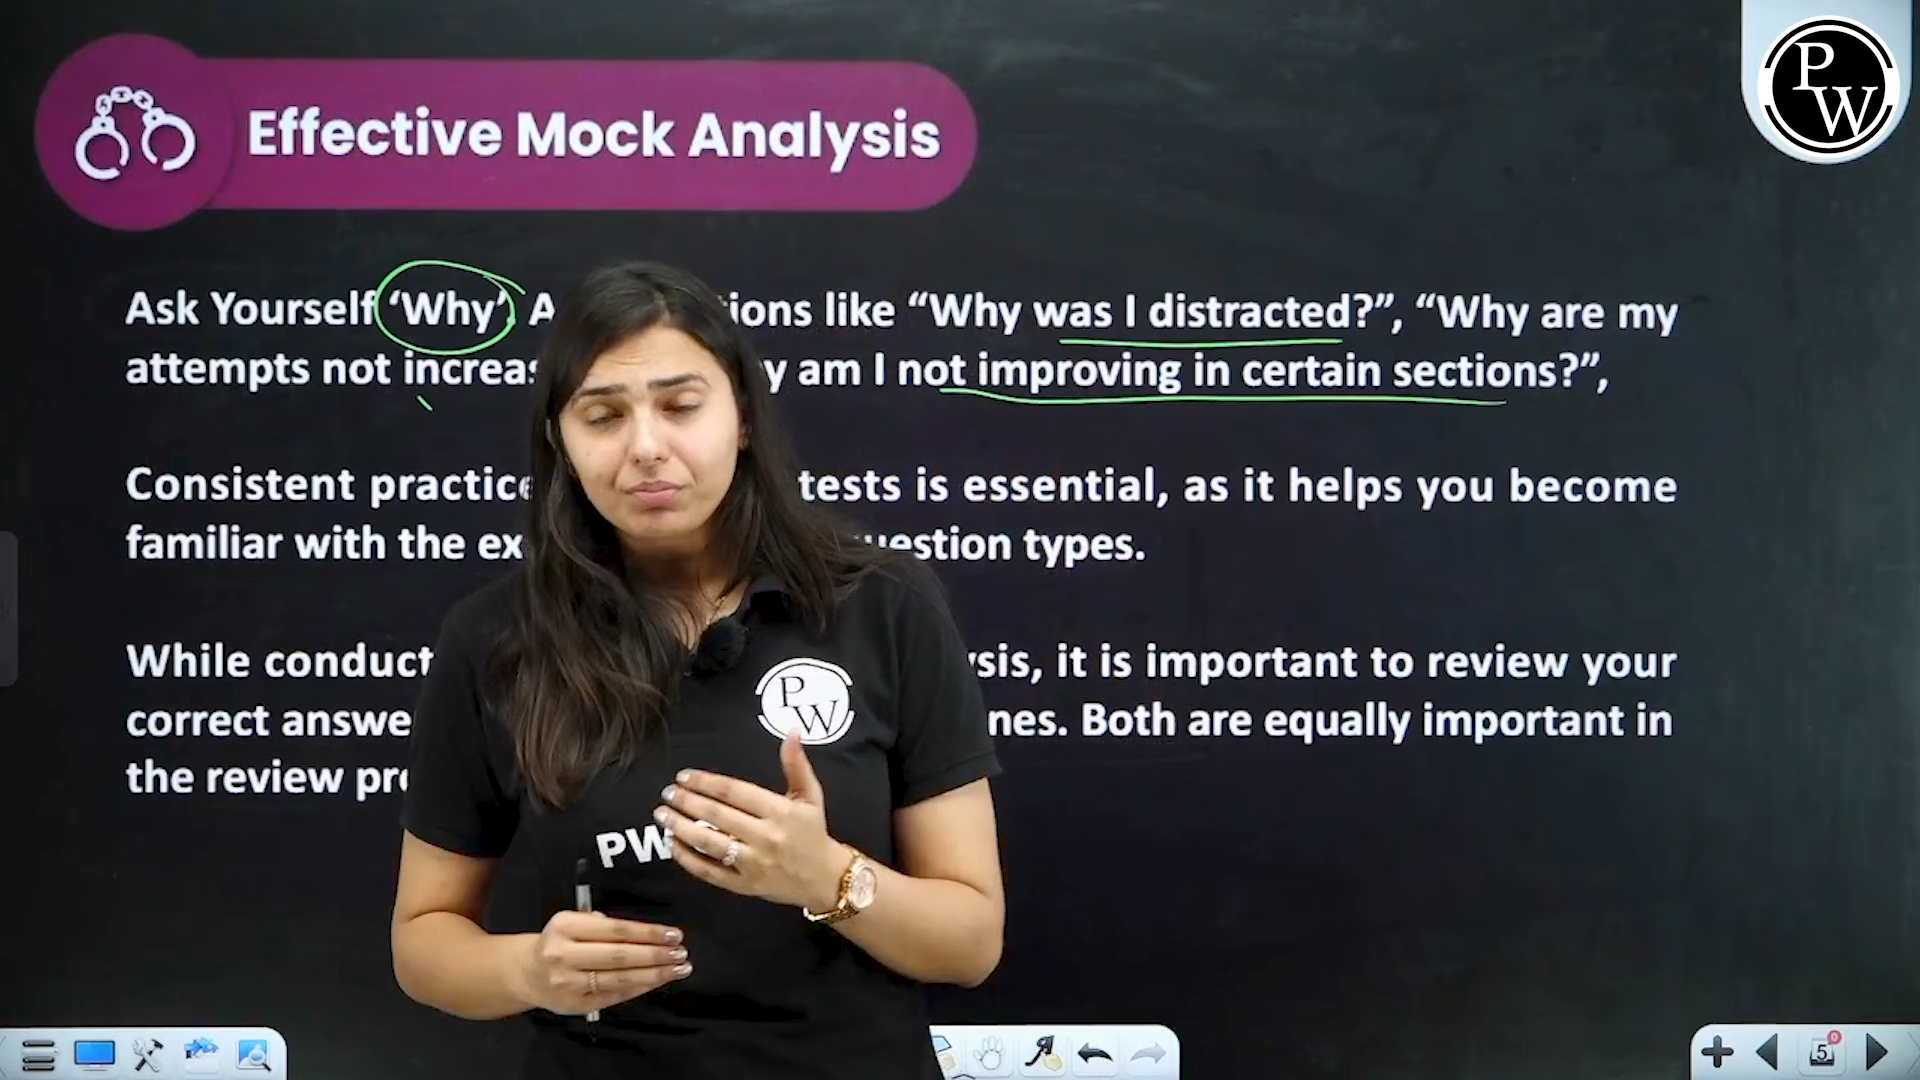 P
W
Effective Mock Analysis
Ask Yourself ‘Why’. A tions like “Why was I distracted?”, “Why are my
attempts not increas y am I not improving in certain sections?”,
Consistent practice tests is essential, as it helps you become
familiar with the ex uestion types.
While conduct ysis, it is important to review your
correct answe nes. Both are equally important in
the review pro
P
W
PW
5
0